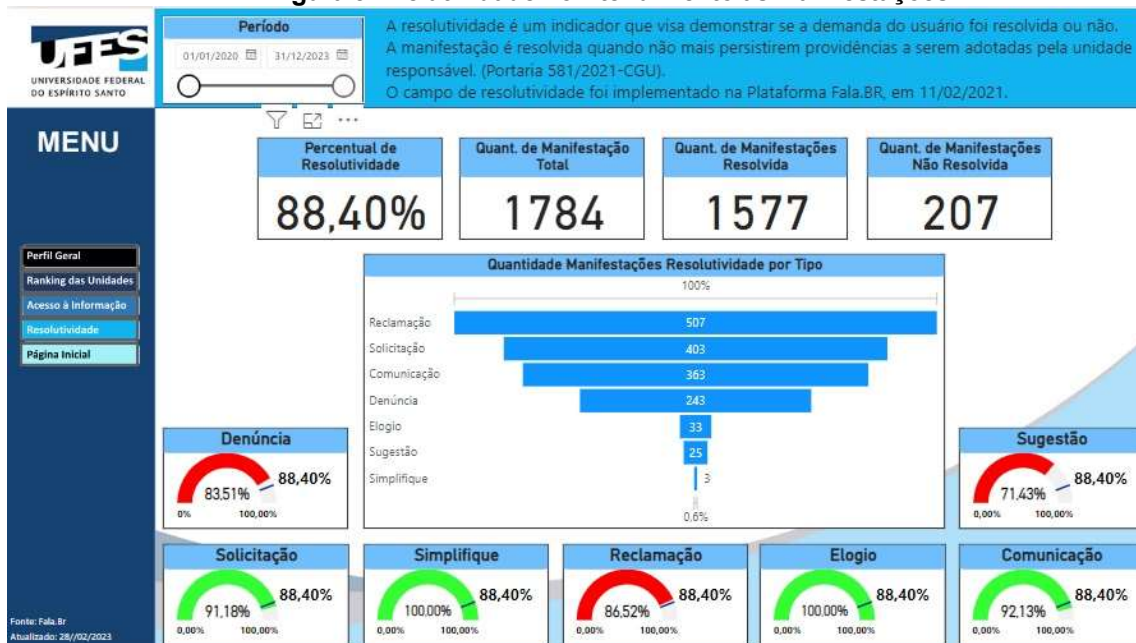 UFES
UNIVERSIDADE FEDERAL
DO ESPÍRITO SANTO
Período
01/01/2020
31/12/2023
A resolutividade é um indicador que visa demonstrar se a demanda do usuário foi resolvida ou não.
A manifestação é resolvida quando não mais persistirem providências a serem adotadas pela unidade
responsável. (Portaria 581/2021-CGU).
O campo de resolutividade foi implementado na Plataforma Fala.BR, em 11/02/2021.
MENU
Perfil Geral
Ranking das Unidades
Acesso à Informação
Resolutividade
Página Inicial
Percentual de
Resolutividade
88,40%
Quant. de Manifestação
Total
1784
Quant. de Manifestações
Resolvida
1577
Quant. de Manifestações
Não Resolvida
207
Quantidade Manifestações Resolutividade por Tipo
100%
Reclamação 507
Solicitação 403
Comunicação 363
Denúncia 243
Elogio 33
Sugestão 25
Simplifique 3
0,6%
Denúncia
88,40%
83,51%
0% 100,00%
Sugestão
88,40%
71,43%
0,00% 100,00%
Solicitação
88,40%
91,18%
0,00% 100,00%
Simplifique
88,40%
100,00%
0,00% 100,00%
Reclamação
88,40%
86,52%
0,00% 100,00%
Elogio
88,40%
100,00%
0,00% 100,00%
Comunicação
88,40%
92,13%
0,00% 100,00%
Fonte: Fala.Br
Atualizado: 28//02/2023